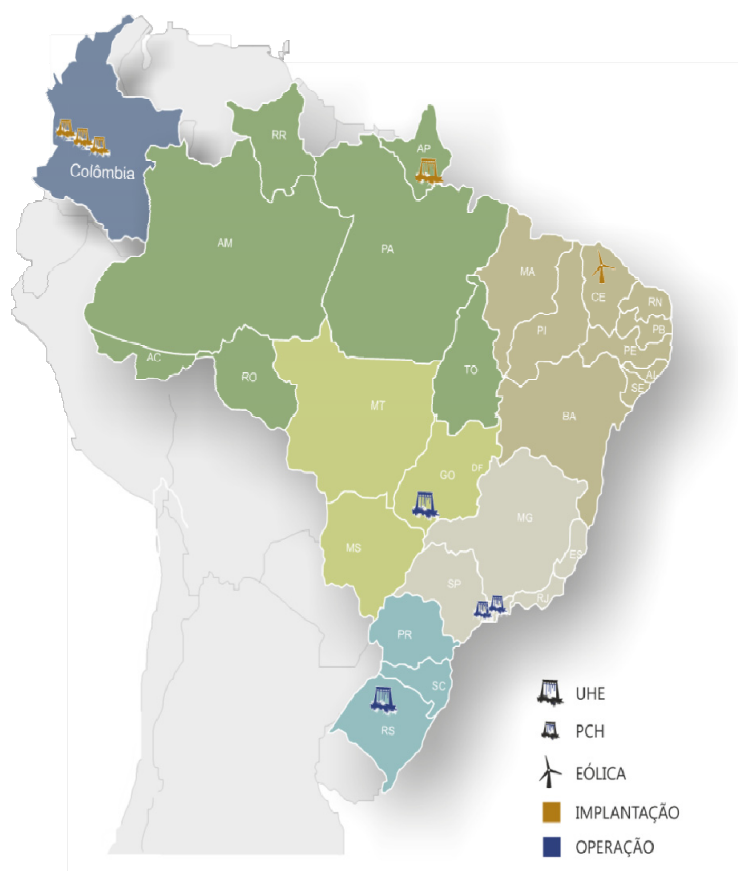 RR
AP
Colômbia
AM
PA
MA
CE
RN
PB
PI
PE
AL
SE
AC
RO
TO
MT
BA
GO
DF
MG
MS
ES
SP
RJ
PR
SC
RS
UHE
PCH
EÓLICA
IMPLANTAÇÃO
OPERAÇÃO